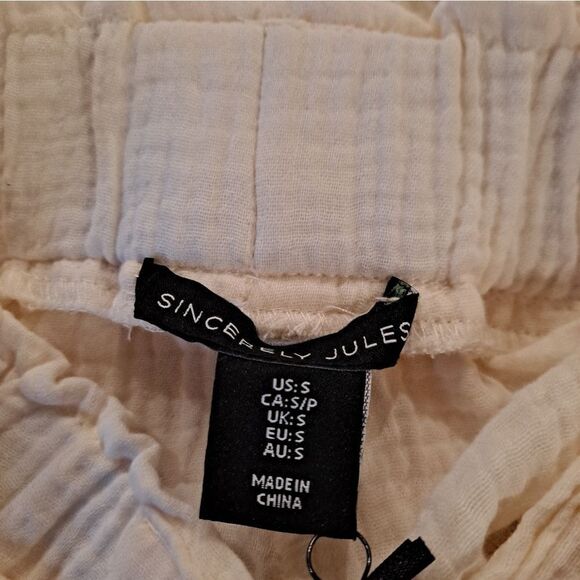 SINCERELY JULES
US:S
CA:S/P
UK:S
EU:S
AU:S
MADE IN
CHINA